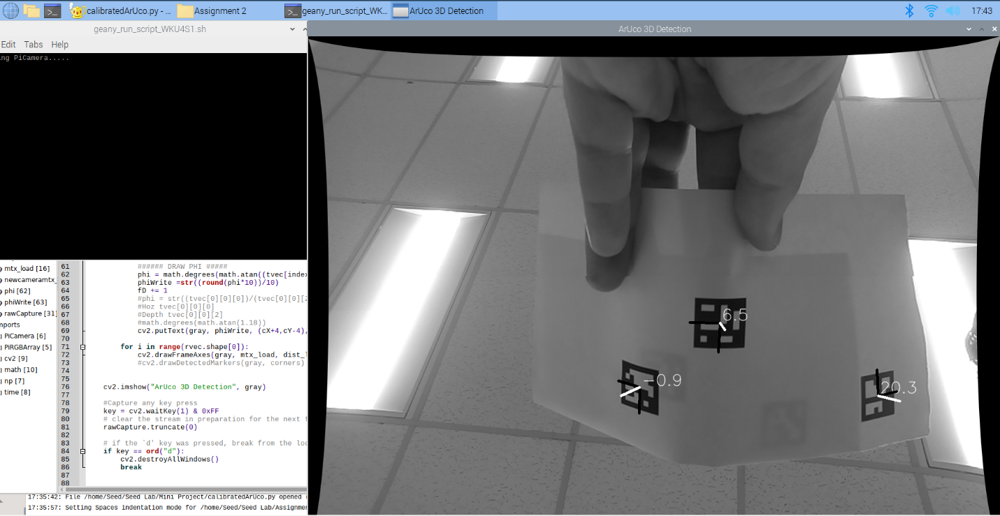 calibratedArUco.py - ...
Assignment 2
geany_run_script_WK...
ArUco 3D Detection
17:43
geany_run_script_WKU4S1.sh
ArUco 3D Detection
Edit Tabs Help
ng PiCamera.....
mtx_load [16]
newcameramtx_
phi [62]
phiWrite [63]
rawCapture [31]
mports
PiCamera [6]
PiRGBArray [5]
cv2 [9]
math [10]
np [7]
time [8]
61 ###### DRAW PHI #####
62 phi = math.degrees(math.atan((tvec[index
63 phiWrite =str((round(phi*10))/10)
64 fD += 1
65 #phi = str((tvec[0][0][0])/(tvec[0][0][2
66 #Hoz tvec[0][0][0]
67 #Depth tvec[0][0][2]
68 #math.degrees(math.atan(1.18))
69 cv2.putText(gray, phiWrite, (cX+4,cY-4),
70
71 for i in range(rvec.shape[0]):
72 cv2.drawFrameAxes(gray, mtx_load, dist_l
73 #cv2.drawDetectedMarkers(gray, corners)
74
75
76 cv2.imshow("ArUco 3D Detection", gray)
77
78 #Capture any key press
79 key = cv2.waitKey(1) & 0xFF
80 # clear the stream in preparation for the next f
81 rawCapture.truncate(0)
82
83 # if the `d' key was pressed, break from the loo
84 if key == ord("d"):
85 cv2.destroyAllWindows()
86 break
87
88
17:35:42: File /home/Seed/Seed Lab/Mini Project/calibratedArUco.py opened
17:35:57: Setting Spaces indentation mode for /home/Seed/Seed Lab/Assignme
6.5
-0.9
20.3